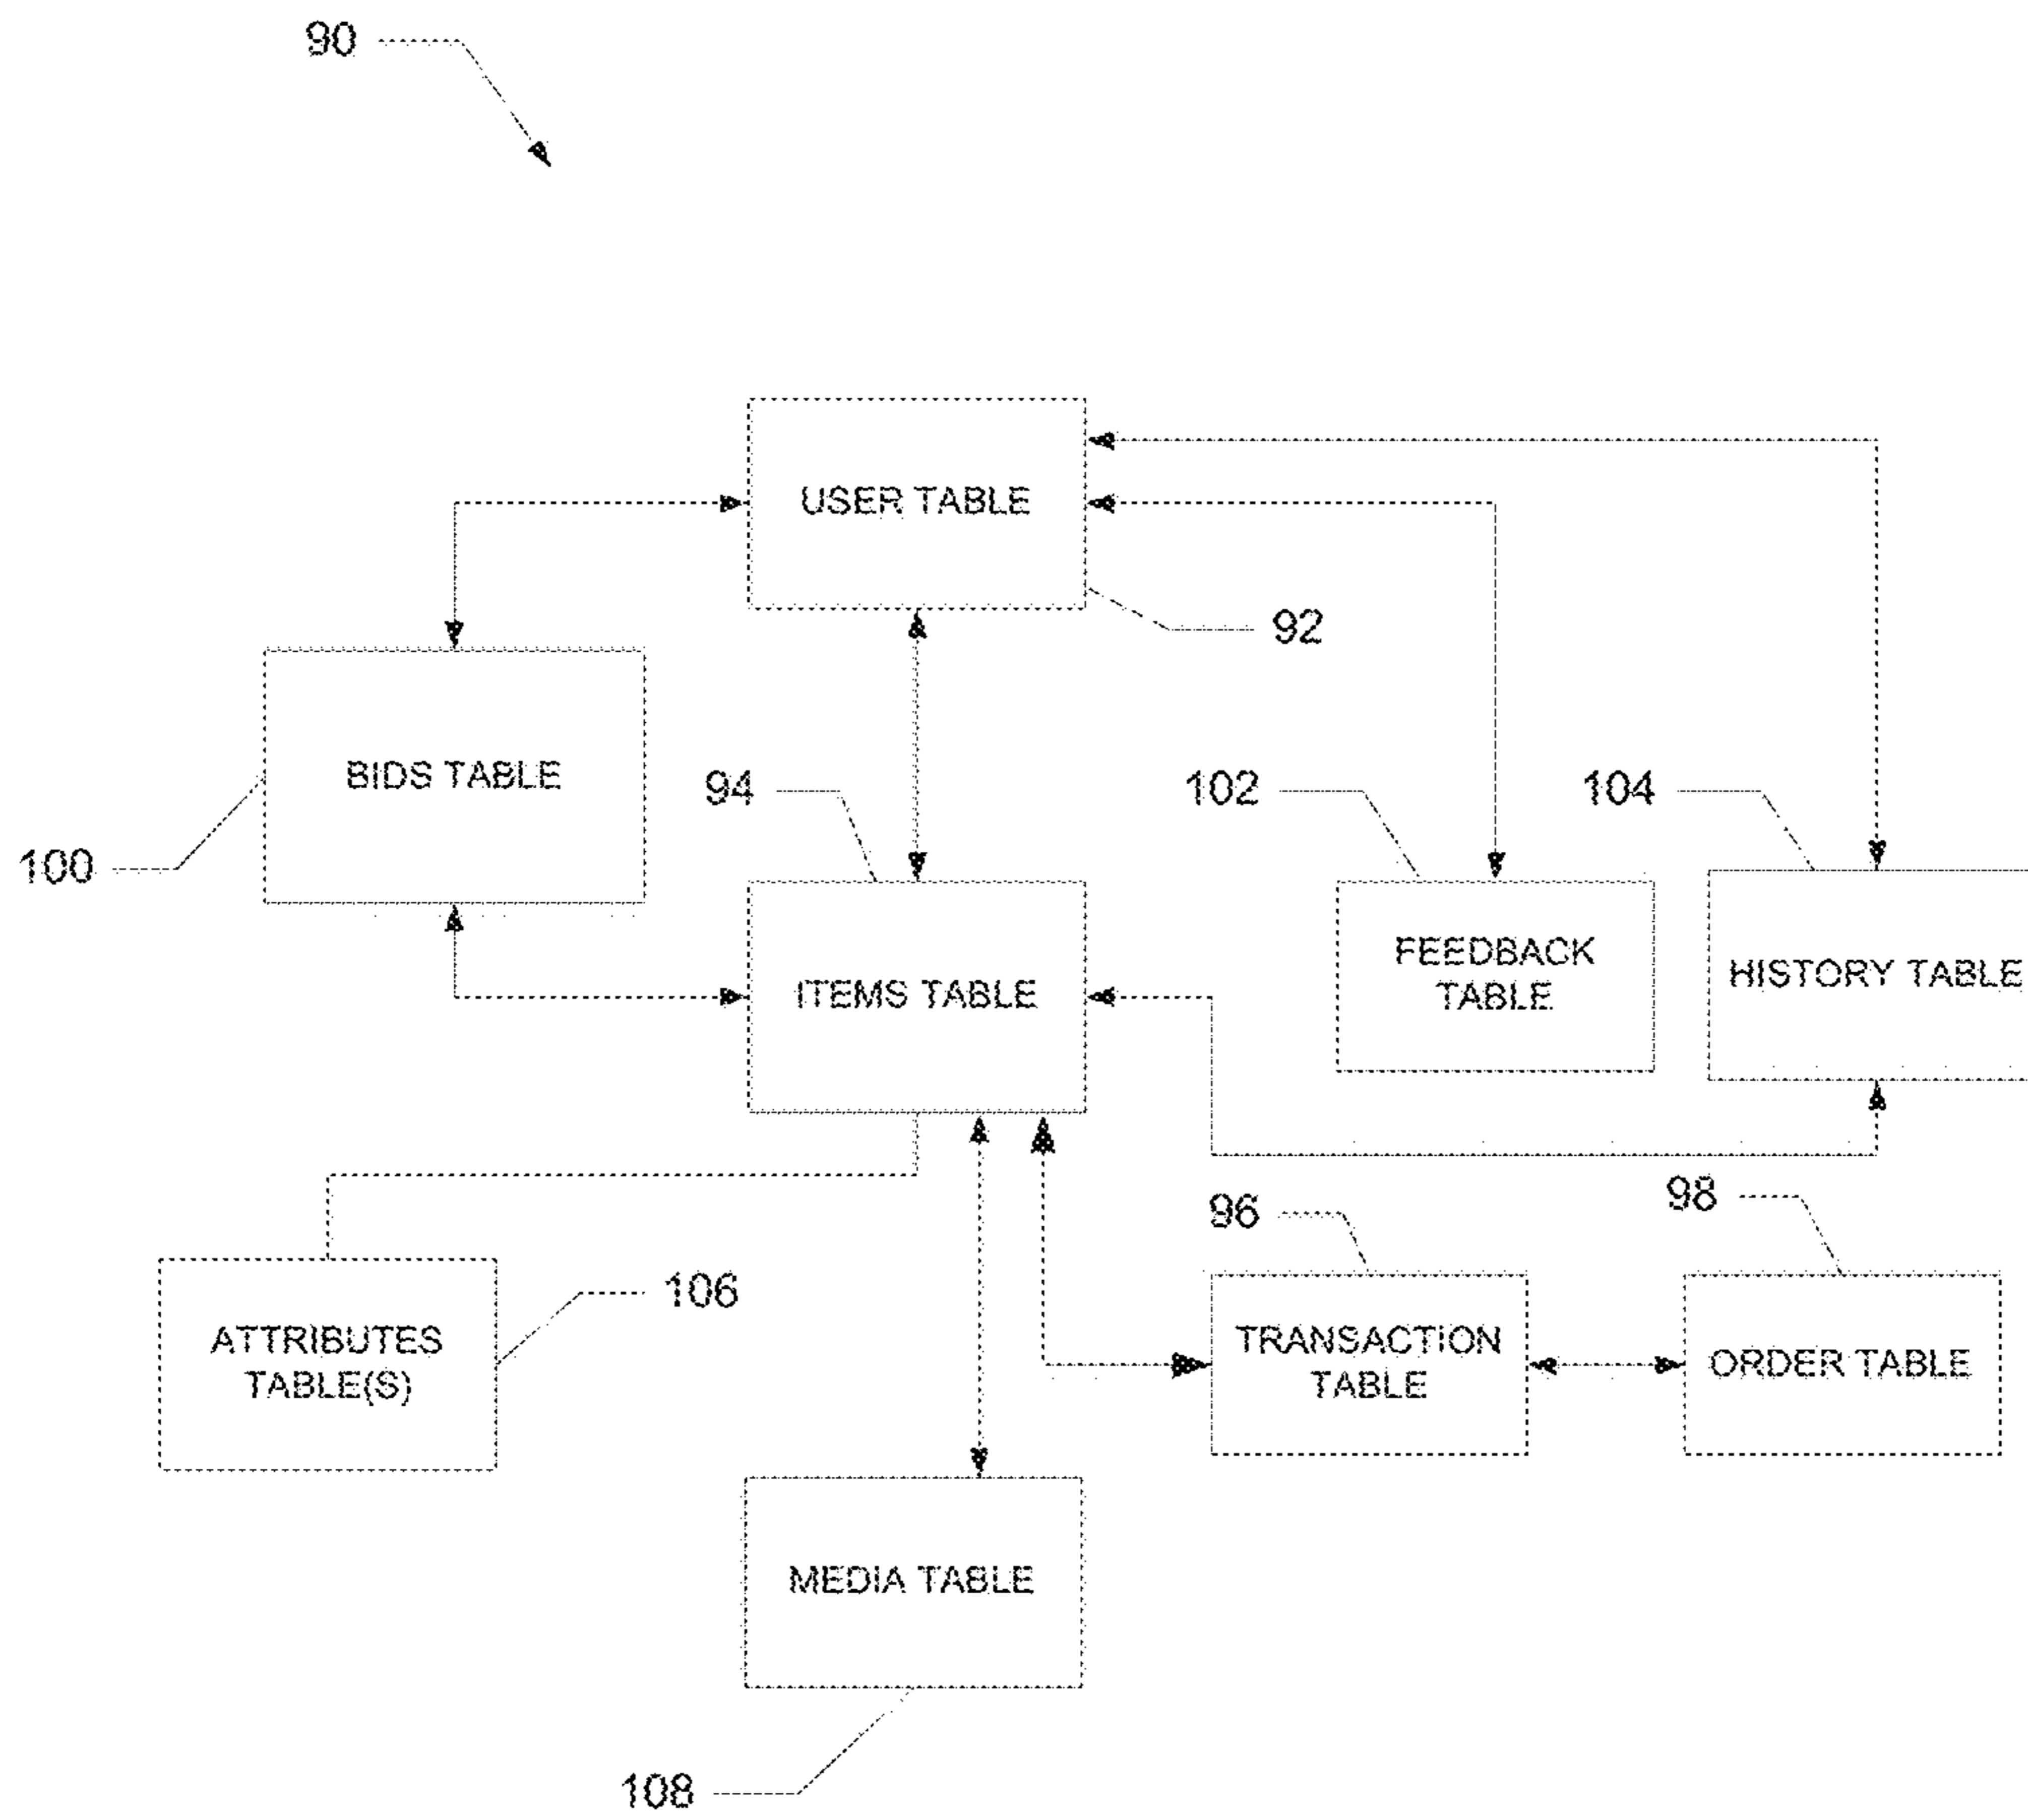 90
USER TABLE
92
BIDS TABLE
94
102
104
100
FEEDBACK
TABLE
HISTORY TABLE
ITEMS TABLE
96
98
106
ATTRIBUTES
TABLE(S)
TRANSACTION
TABLE
ORDER TABLE
MEDIA TABLE
108